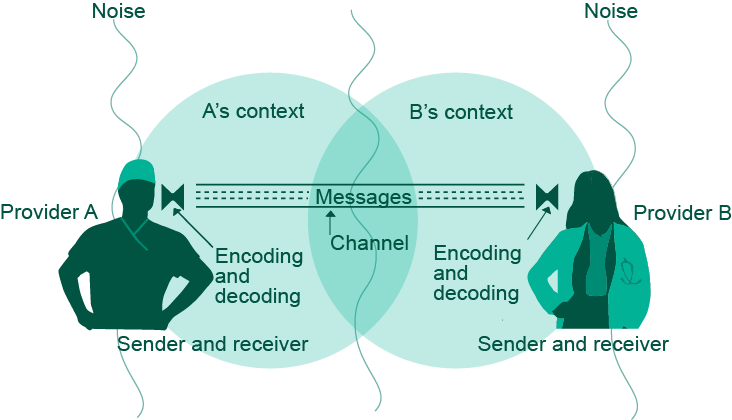 Noise
Noise
A’s context
B’s context
Provider A
Messages
Provider B
Channel
Encoding
and
decoding
Encoding
and
decoding
Sender and receiver
Sender and receiver